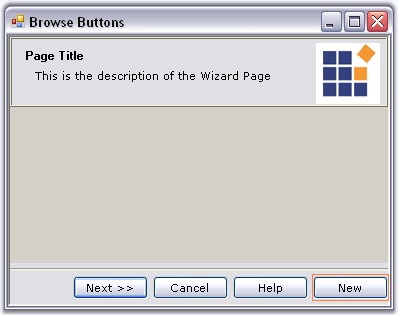 Browse Buttons
Page Title
This is the description of the Wizard Page
Next >> Cancel Help New